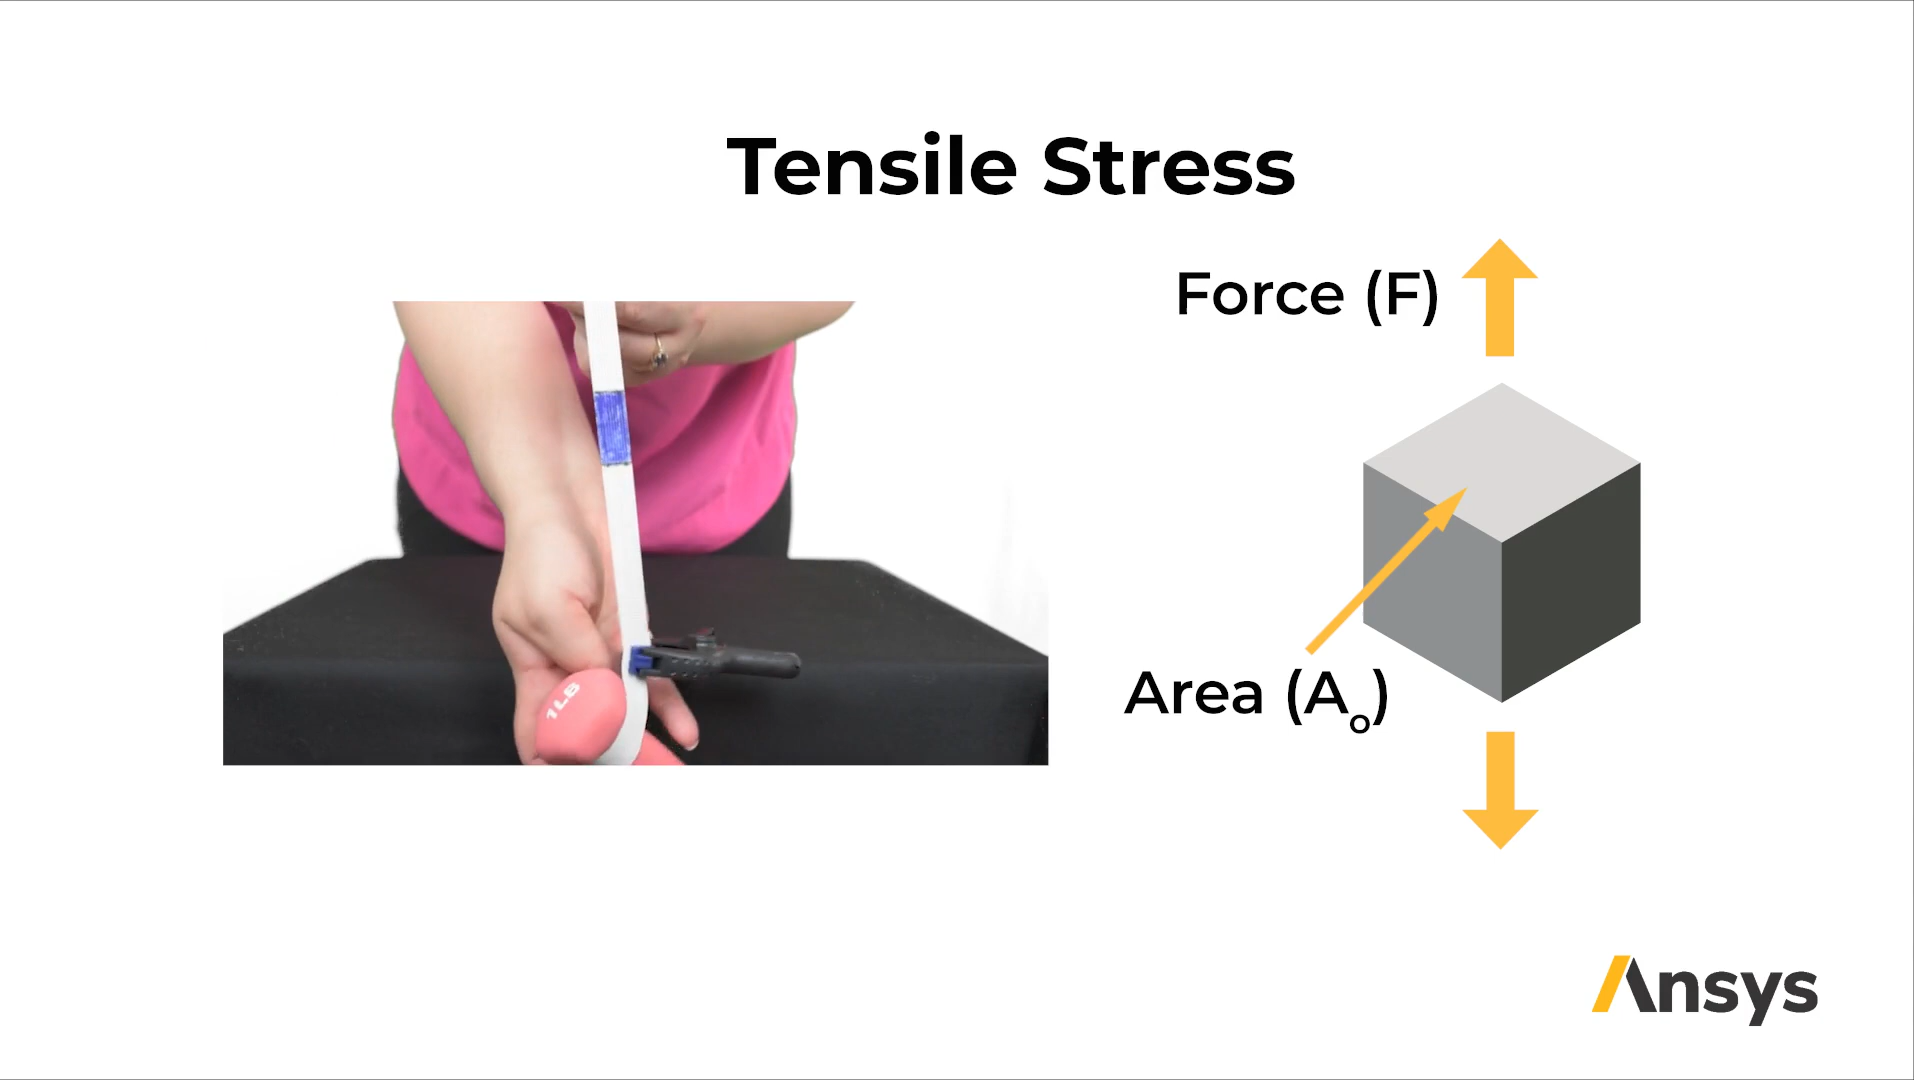 Tensile Stress
Force (F)
1LB
Area (Ao)
Ansys